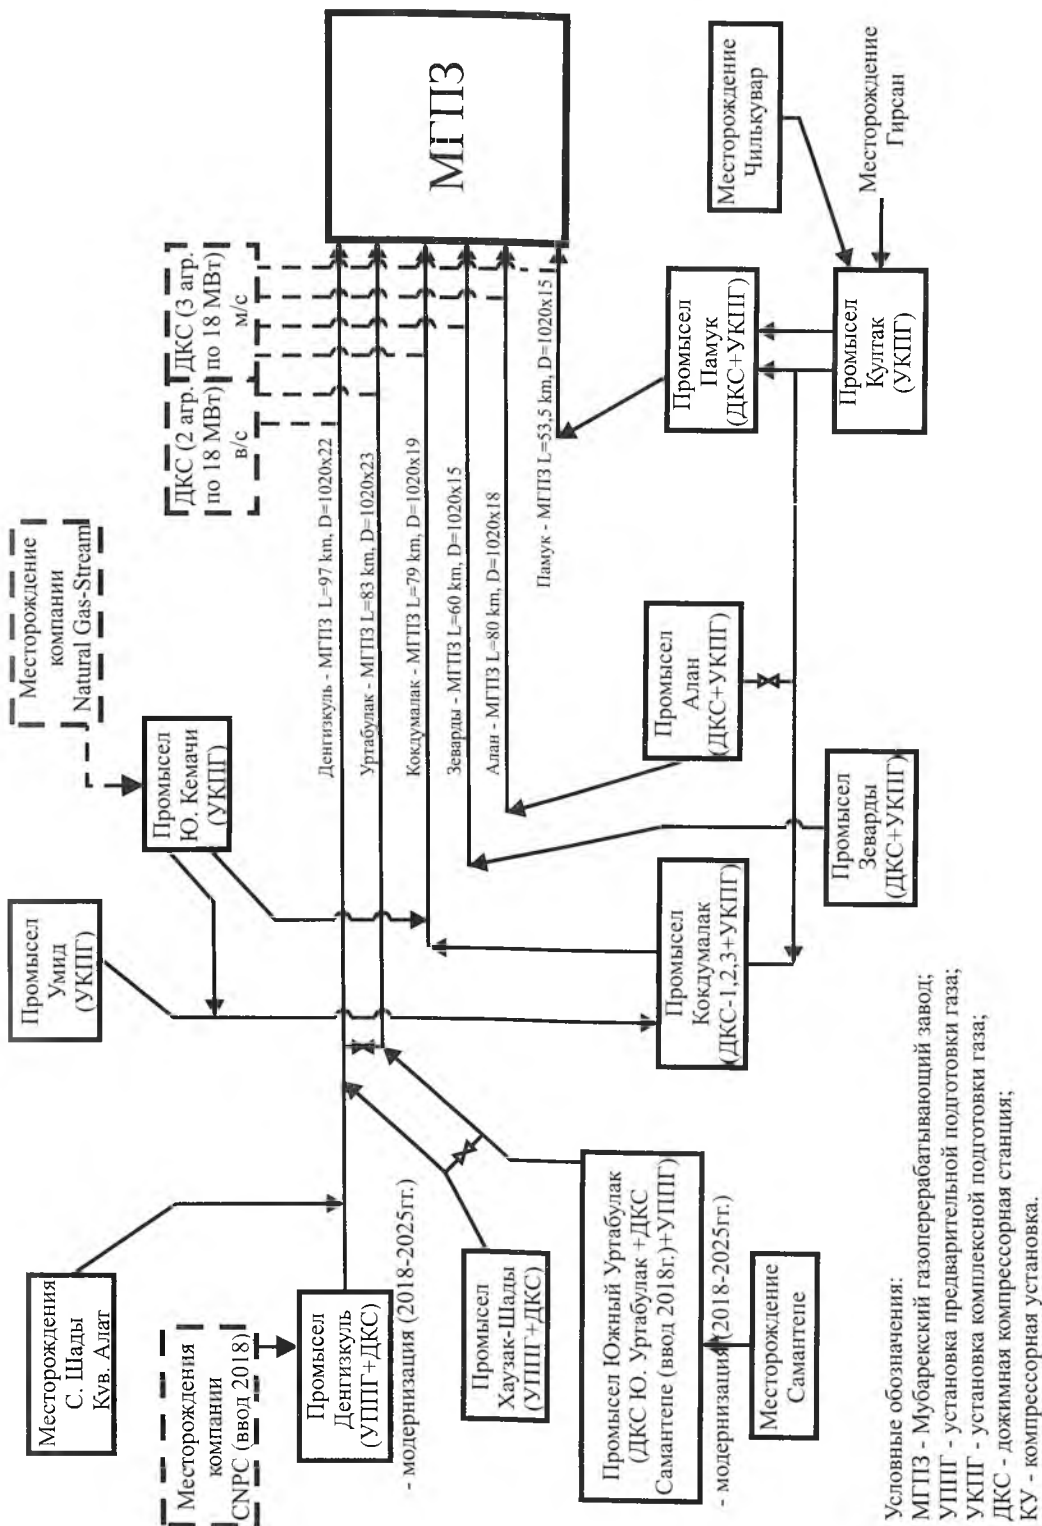 Месторождения
С. Шады
Кув. Алат
Месторождения
компании
CNPC (ввод 2018)
Промысел
Денгизкуль
(УППГ+ДКС)
- модернизация (2018-2025гг.)
Промысел
Хаузак-Шады
(УППГ+ДКС)
Промысел Южный Уртабулак
(ДКС Ю. Уртабулак +ДКС
Самантепе (ввод 2018г.)+УППГ)
- модернизация (2018-2025гг.)
Месторождение
Самантепе
Промысел
Умид
(УКПГ)
Месторождение
компании
Natural Gas-Stream
Промысел
Ю. Кемачи
(УКПГ)
Промысел
Кокдумалак
(ДКС-1,2,3+УКПГ)
Промысел
Зеварды
(ДКС+УКПГ)
Промысел
Алан
(ДКС+УКПГ)
ДКС (2 агр.
по 18 МВт)
в/с
ДКС (3 агр.
по 18 МВт)
м/с
Денгизкуль - МГПЗ L=97 km, D=1020x22
Уртабулак - МГПЗ L=83 km, D=1020x23
Кокдумалак - МГПЗ L=79 km, D=1020x19
Зеварды - МГПЗ L=60 km, D=1020x15
Алан - МГПЗ L=80 km, D=1020x18
Памук - МГПЗ L=53,5 km, D=1020x15
МГПЗ
Промысел
Памук
(ДКС+УКПГ)
Промысел
Култак
(УКПГ)
Месторождение
Чилькувар
Месторождение
Гирсан
Условные обозначения:
МГПЗ - Мубарекский газоперерабатывающий завод;
УППГ - установка предварительной подготовки газа;
УКПГ - установка комплексной подготовки газа;
ДКС - дожимная компрессорная станция;
КУ - компрессорная установка.